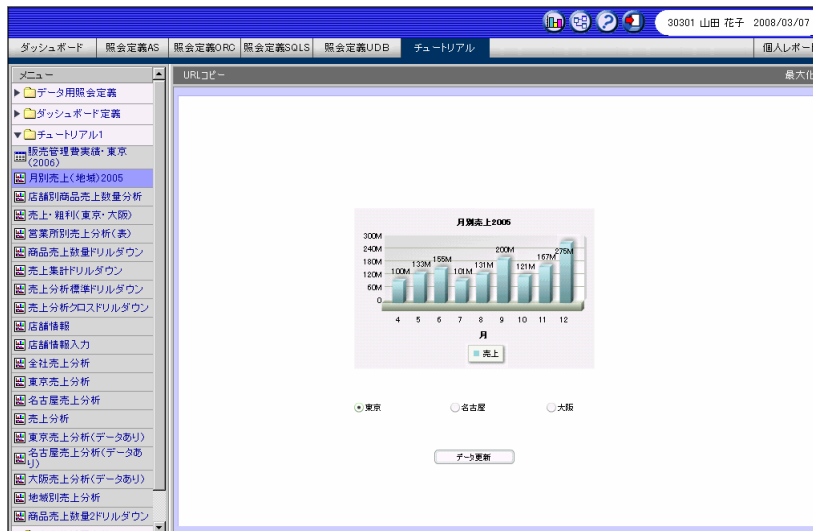 30301 山田 花子 2008/03/07
ダッシュボード 照会定義AS 照会定義ORC 照会定義SQLS 照会定義UDB チュートリアル 個人レポート
メニュー
URLコピー
最大化
データ用照会定義
ダッシュボード定義
チュートリアル1
販売管理費実績・東京
(2006)
月別売上(地域)2005
店舗別商品売上数量分析
売上・粗利(東京・大阪)
営業所別売上分析(表)
商品売上数量ドリルダウン
売上集計ドリルダウン
売上分析標準ドリルダウン
売上分析クロスドリルダウン
店舗情報
店舗情報入力
全社売上分析
東京売上分析
名古屋売上分析
売上分析
東京売上分析(データあり)
名古屋売上分析(データあ
り)
大阪売上分析(データあり)
地域別売上分析
商品売上数量2ドリルダウン
月別売上2005
300M
240M
180M
120M
60M
0
100M 133M 155M 101M 131M 200M 121M 167M 275M
4 5 6 7 8 9 10 11 12
月
売上
東京 名古屋 大阪
データ更新